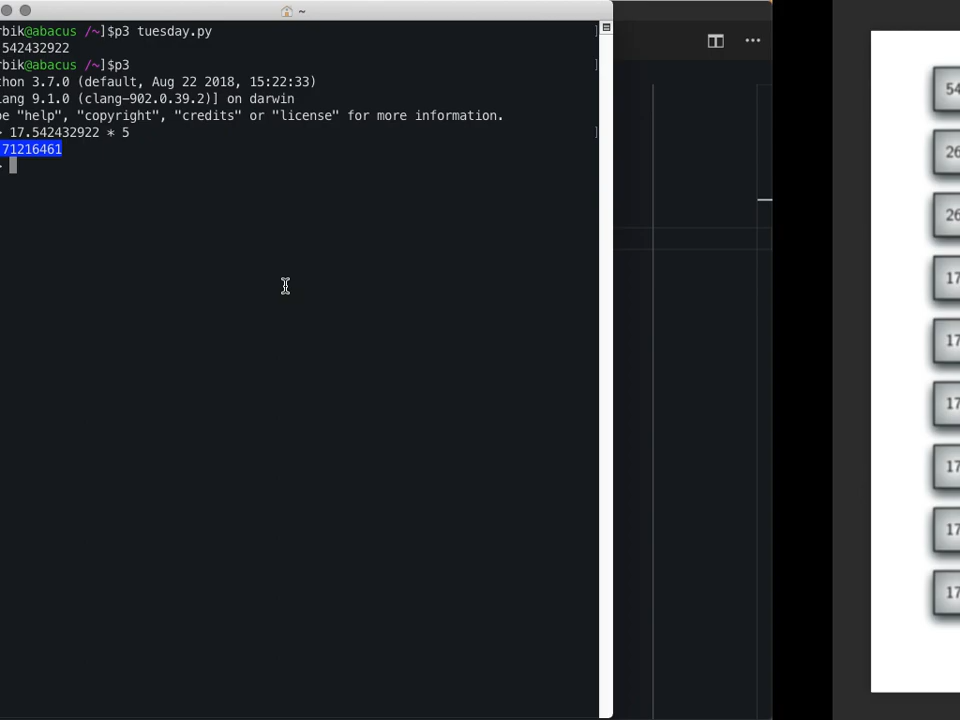 ~
rbik@abacus /~]$p3 tuesday.py
542432922
rbik@abacus /~]$p3
thon 3.7.0 (default, Aug 22 2018, 15:22:33)
lang 9.1.0 (clang-902.0.39.2)] on darwin
pe "help", "copyright", "credits" or "license" for more information.
> 17.542432922 * 5
71216461
>
54
26
26
17
17
17
17
17
17